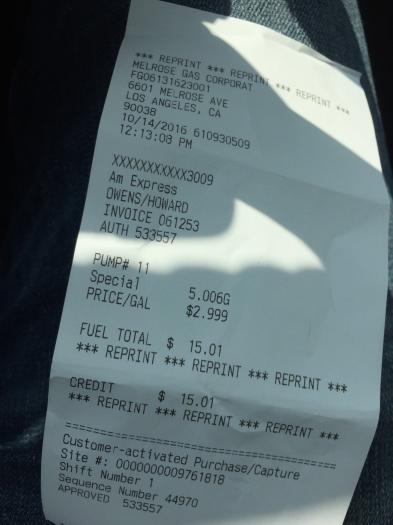 *** REPRINT *** REPRINT *** REPRINT ***
MELROSE GAS CORPORAT
FG06131623001
6601 MELROSE AVE
LOS ANGELES, CA
90038
10/14/2016 610930509
12:13:08 PM
XXXXXXXXXXX3009
Am Express
OWENS/HOWARD
INVOICE 061253
AUTH 533557
PUMP# 11
Special 5.006G
PRICE/GAL $2.999
FUEL TOTAL $ 15.01
*** REPRINT *** REPRINT *** REPRINT ***
CREDIT $ 15.01
*** REPRINT *** REPRINT *** REPRINT ***
=====================================
Customer-activated Purchase/Capture
Site #: 0000000009761818
Shift Number 1
Sequence Number 44970
APPROVED 533557